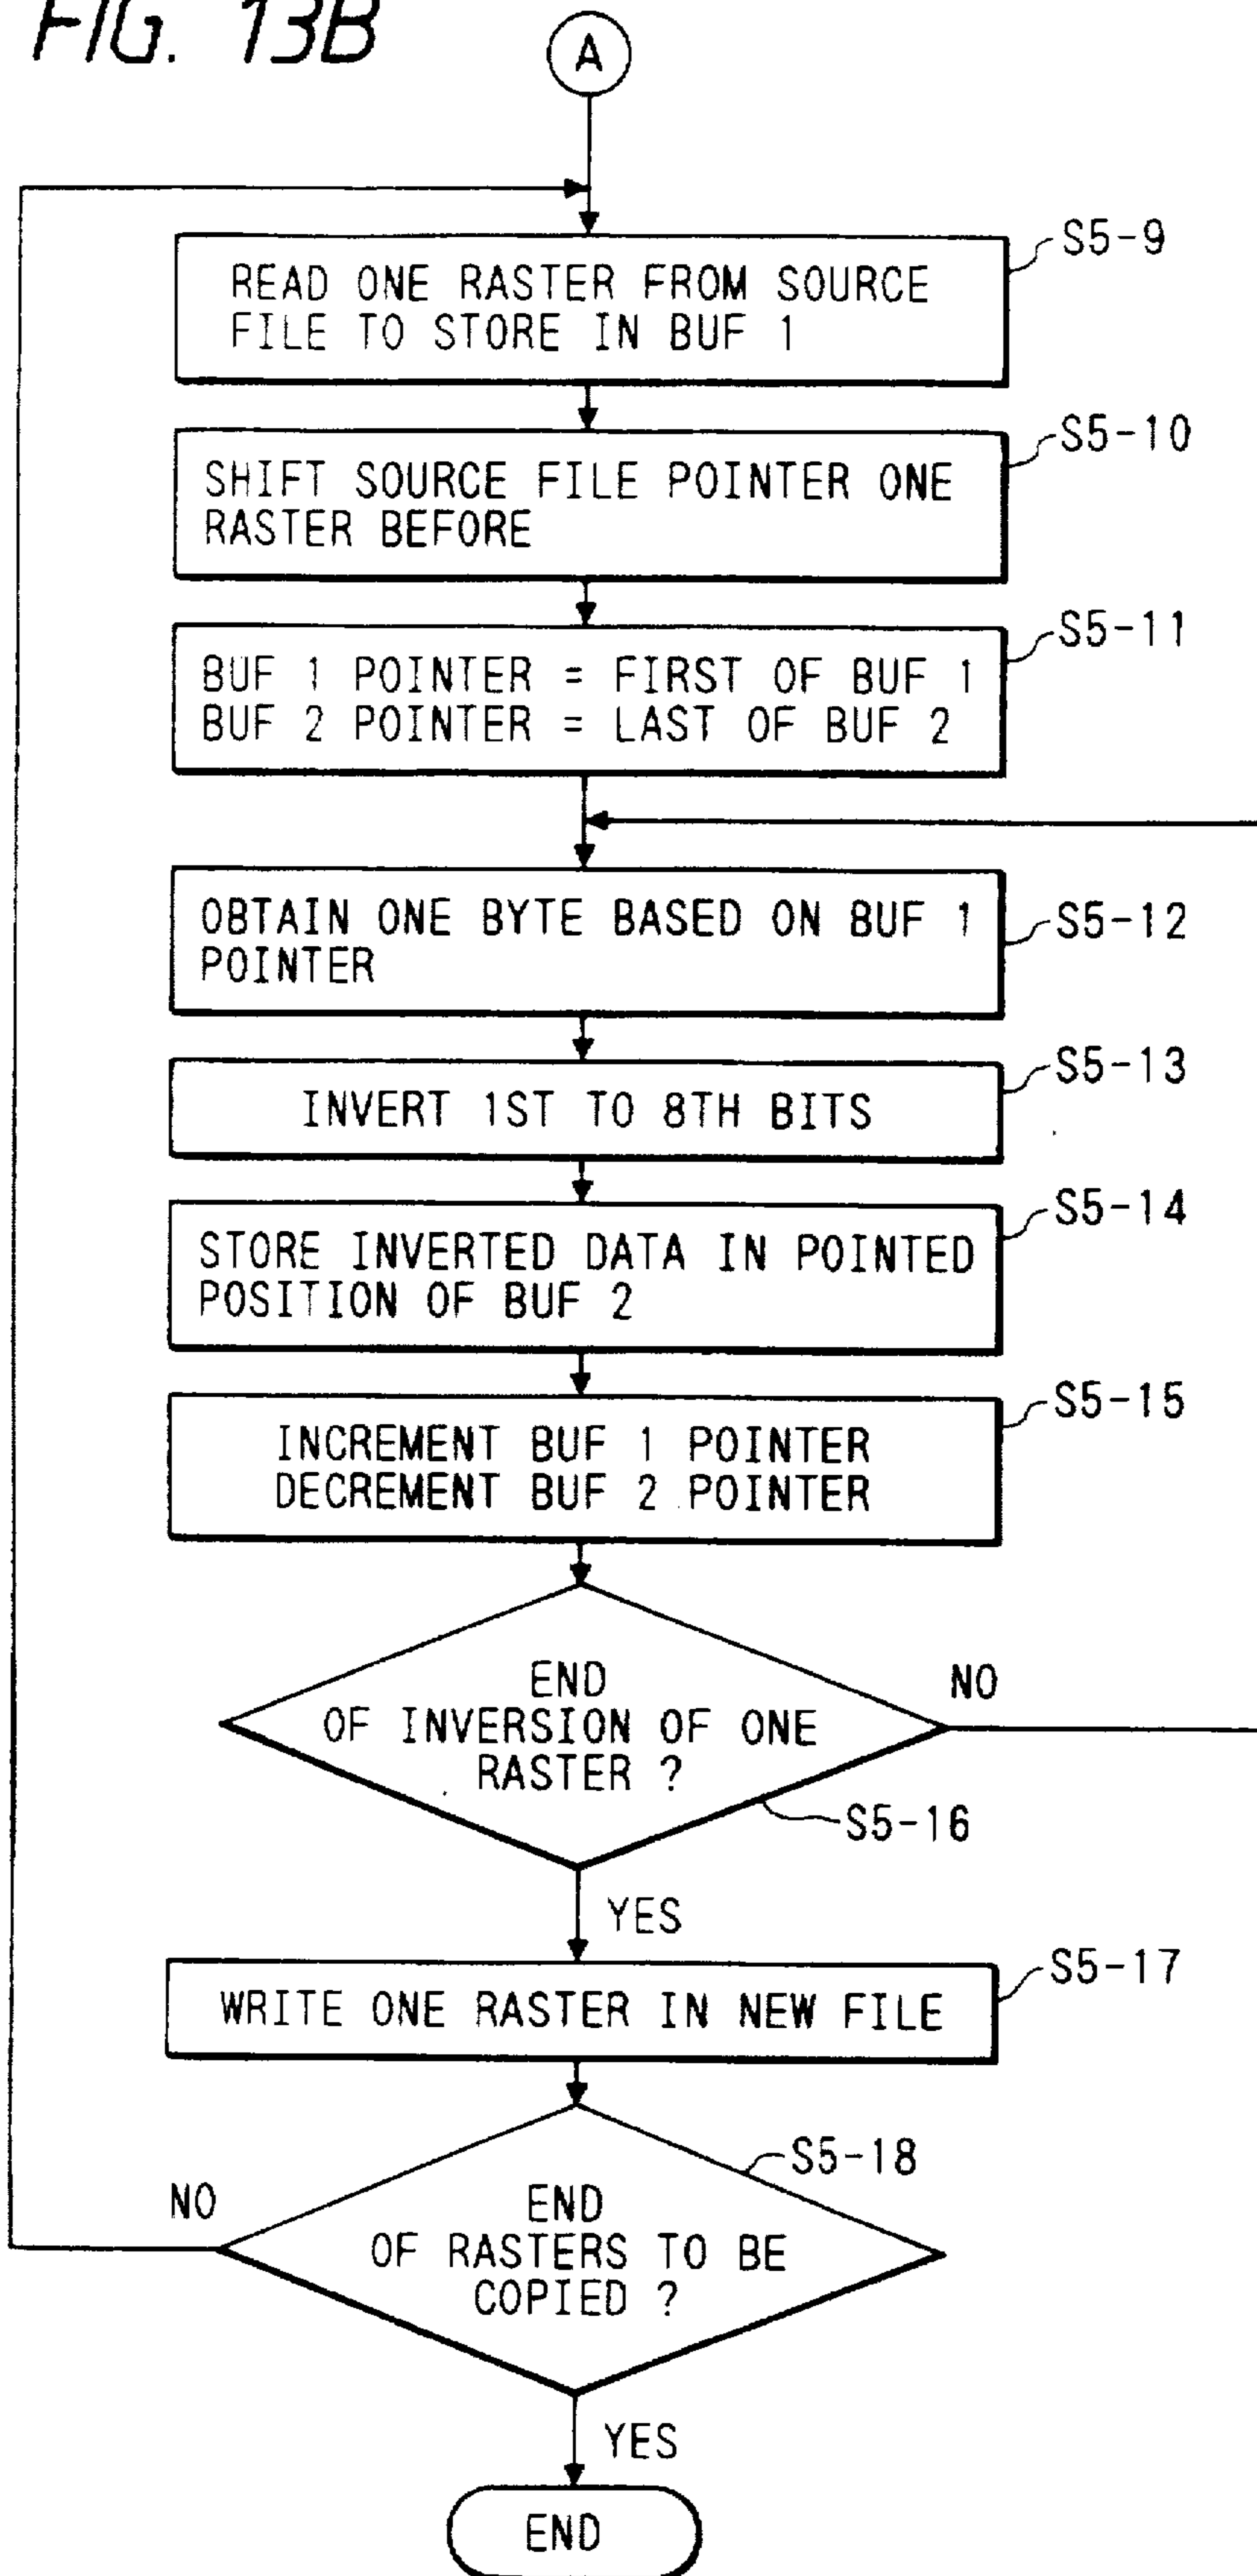 FIG. 13B
A
S5-9
READ ONE RASTER FROM SOURCE
FILE TO STORE IN BUF 1
S5-10
SHIFT SOURCE FILE POINTER ONE
RASTER BEFORE
S5-11
BUF 1 POINTER = FIRST OF BUF 1
BUF 2 POINTER = LAST OF BUF 2
OBTAIN ONE BYTE BASED ON BUF 1
POINTER
S5-12
S5-13
INVERT 1ST TO 8TH BITS
S5-14
STORE INVERTED DATA IN POINTED
POSITION OF BUF 2
S5-15
INCREMENT BUF 1 POINTER
DECREMENT BUF 2 POINTER
END
OF INVERSION OF ONE
RASTER ?
NO
S5-16
YES
S5-17
WRITE ONE RASTER IN NEW FILE
S5-18
NO
END
OF RASTERS TO BE
COPIED ?
YES
END